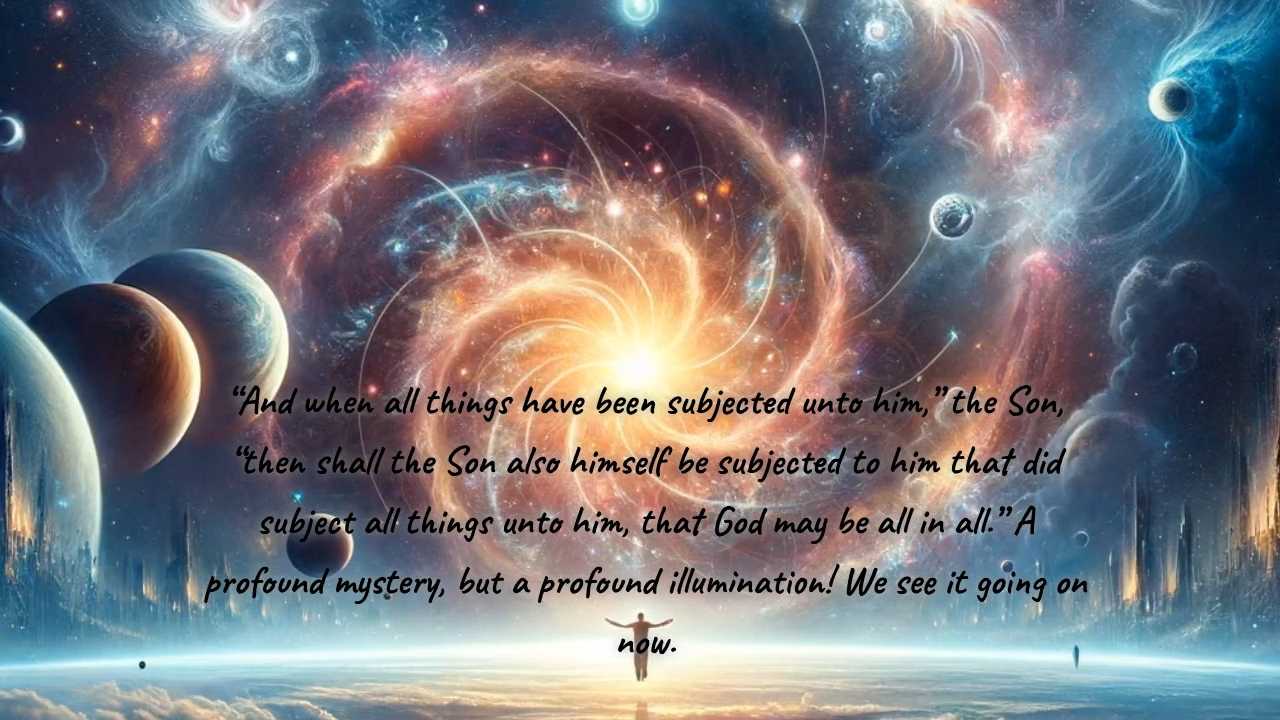 “And when all things have been subjected unto him,” the Son,
“then shall the Son also himself be subjected to him that did
subject all things unto him, that God may be all in all.” A
profound mystery, but a profound illumination! We see it going on
now.